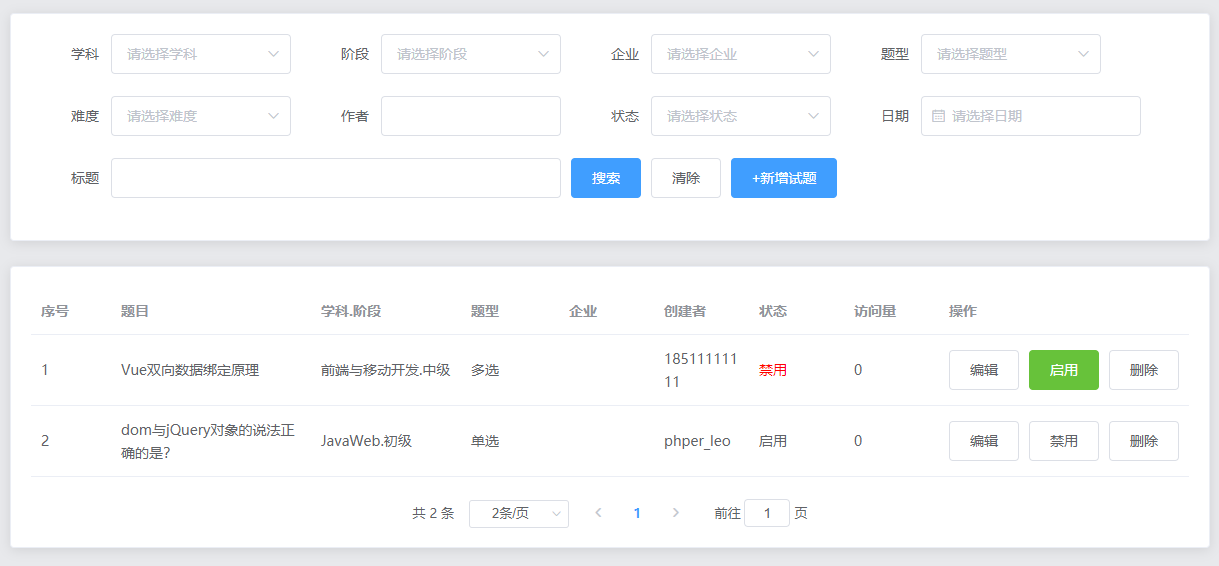 学科 请选择学科 阶段 请选择阶段 企业 请选择企业 题型 请选择题型
难度 请选择难度 作者 状态 请选择状态 日期 请选择日期
标题 搜索 清除 +新增试题
序号 题目 学科.阶段 题型 企业 创建者 状态 访问量 操作
1 Vue双向数据绑定原理 前端与移动开发.中级 多选 185111111
11 禁用 0 编辑 启用 删除
2 dom与jQuery对象的说法正
确的是? JavaWeb.初级 单选 phper_leo 启用 0 编辑 禁用 删除
共 2 条 2条/页 1 前往 1 页